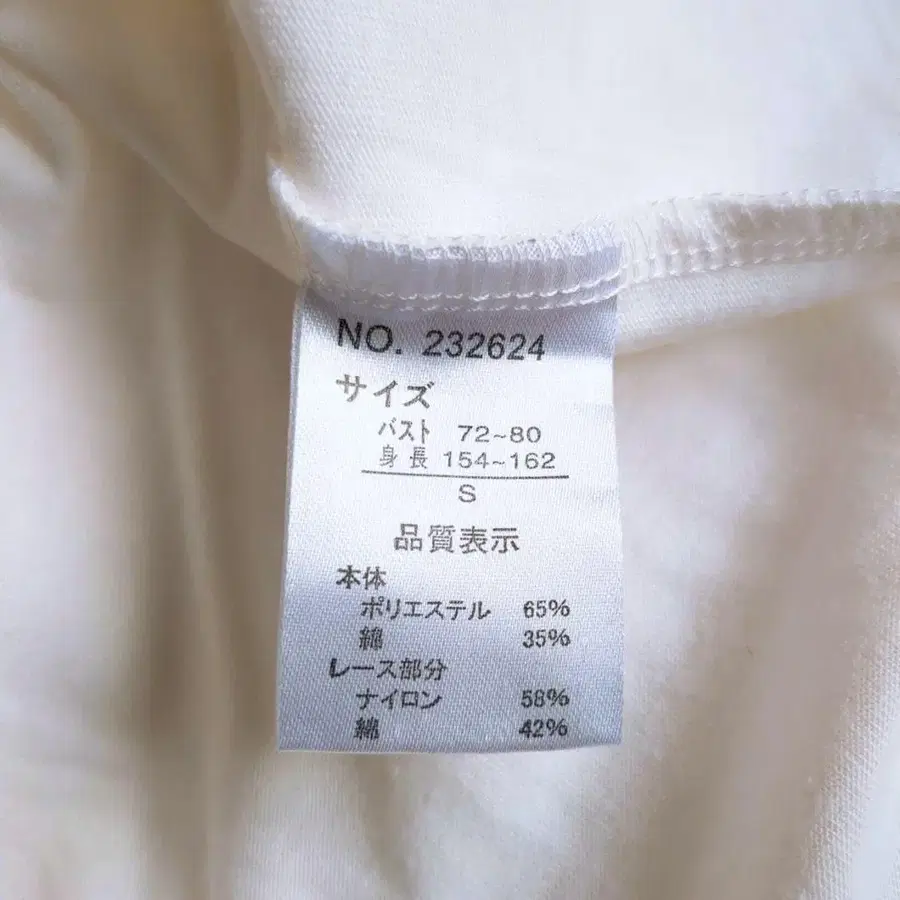 NO. 232624
サイズ
バスト 72~80
身長 154~162
S
品質表示
本体
ポリエステル 65%
綿 35%
レース部分
ナイロン 58%
綿 42%